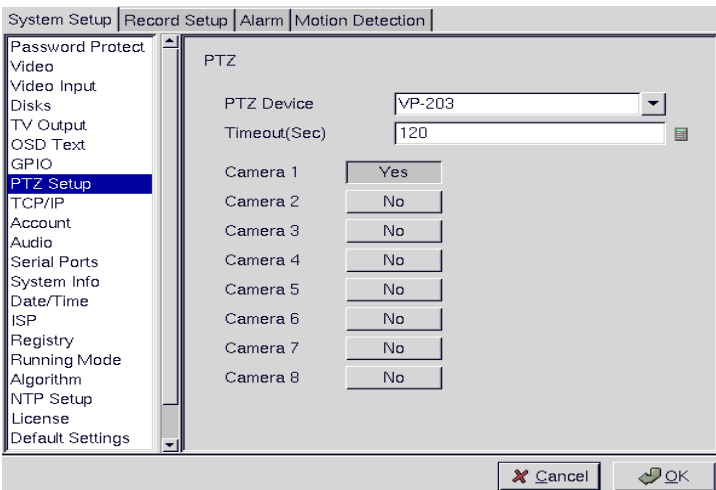 System Setup Record Setup Alarm Motion Detection
Password Protect
Video
Video Input
Disks
TV Output
OSD Text
GPIO
PTZ Setup
TCP/IP
Account
Audio
Serial Ports
System Info
Date/Time
ISP
Registry
Running Mode
Algorithm
NTP Setup
License
Default Settings
PTZ
PTZ Device VP-203
Timeout(Sec) 120
Camera 1 Yes
Camera 2 No
Camera 3 No
Camera 4 No
Camera 5 No
Camera 6 No
Camera 7 No
Camera 8 No
Cancel OK